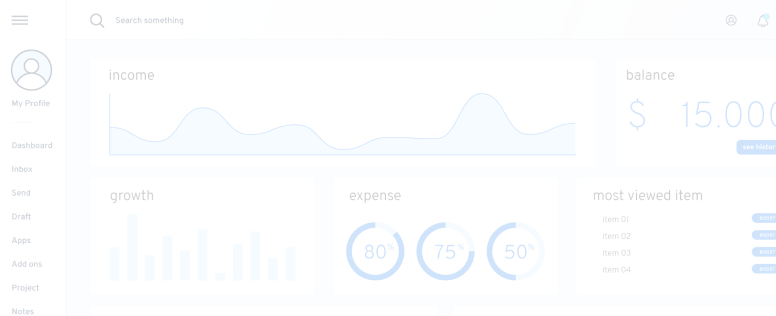 Search something
My Profile
Dashboard
Inbox
Send
Draft
Apps
Add ons
Project
Notes
income
balance
$ 15.000
see history
growth
expense
80%
75%
50%
most viewed item
item 01
item 02
item 03
item 04